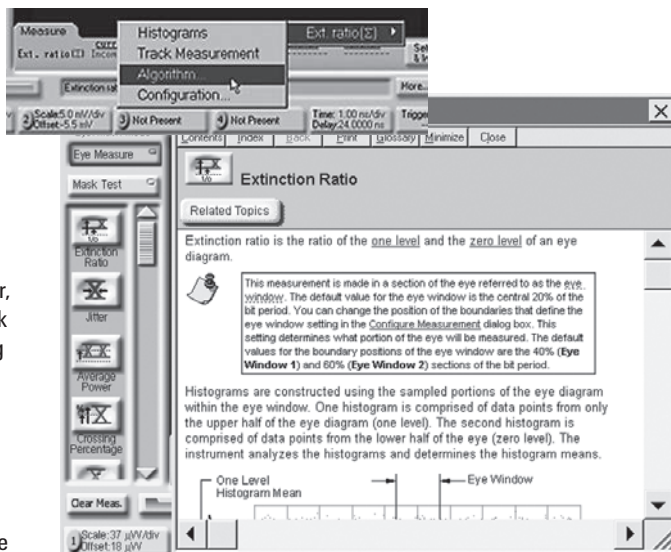 Measure
Histograms
Ext. ratio(Σ)
Track Measurement
Ext. ratio(Σ) Incom
Algorithm...
More...
Configuration...
2) Scale:5.0 mV/div
Offset:-5.5 mV
3) Not Present
4) Not Present
Time: 1.00 ns/div
Delay:24.0000 ns
Eye Measure
Contents Index Back Print Glossary Minimize Close
Mask Test
Extinction Ratio
Related Topics
Extinction
Ratio
Jitter
Average
Power
Crossing
Percentage
Clear Meas.
1) Scale:37 µW/div
Offset:18 µW
Extinction ratio is the ratio of the one level and the zero level of an eye
diagram.
This measurement is made in a section of the eye referred to as the eye
window. The default value for the eye window is the central 20% of the
bit period. You can change the position of the boundaries that define the
eye window setting in the Configure Measurement dialog box. This
setting determines what portion of the eye will be measured. The default
values for the boundary positions of the eye window are the 40% (Eye
Window 1) and 60% (Eye Window 2) sections of the bit period.
Histograms are constructed using the sampled portions of the eye diagram
within the eye window. One histogram is comprised of data points from only
the upper half of the eye diagram (one level). The second histogram is
comprised of data points from the lower half of the eye (zero level). The
instrument analyzes the histograms and determines the histogram means.
One Level
Histogram Mean
Eye Window